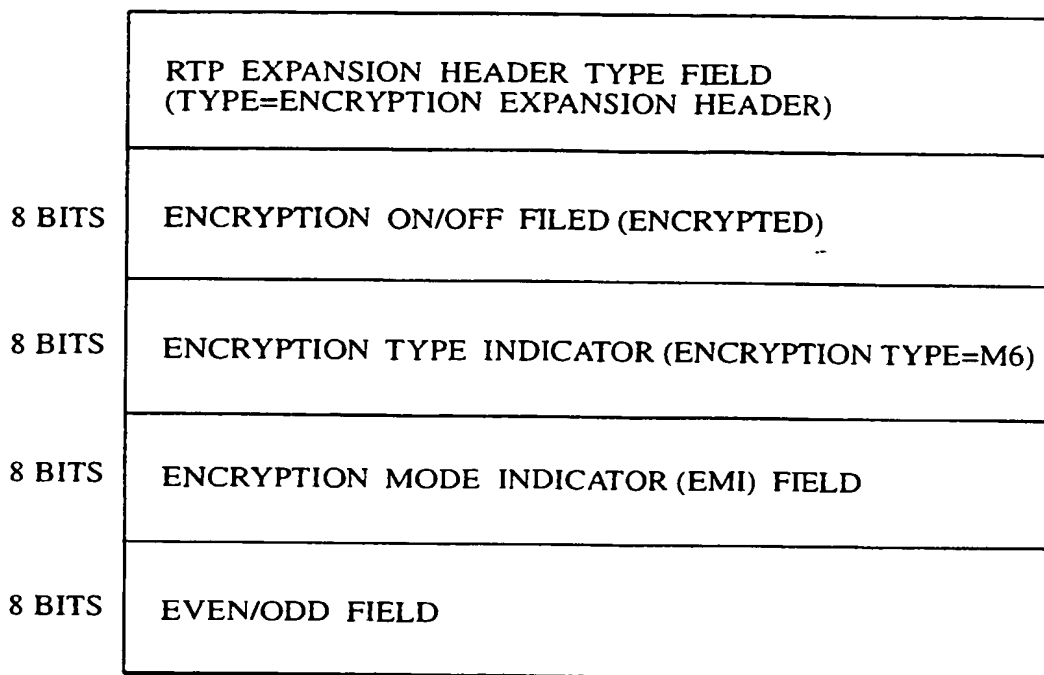 RTP EXPANSION HEADER TYPE FIELD
(TYPE=ENCRYPTION EXPANSION HEADER)
8 BITS ENCRYPTION ON/OFF FILED (ENCRYPTED)
8 BITS ENCRYPTION TYPE INDICATOR (ENCRYPTION TYPE=M6)
8 BITS ENCRYPTION MODE INDICATOR (EMI) FIELD
8 BITS EVEN/ODD FIELD